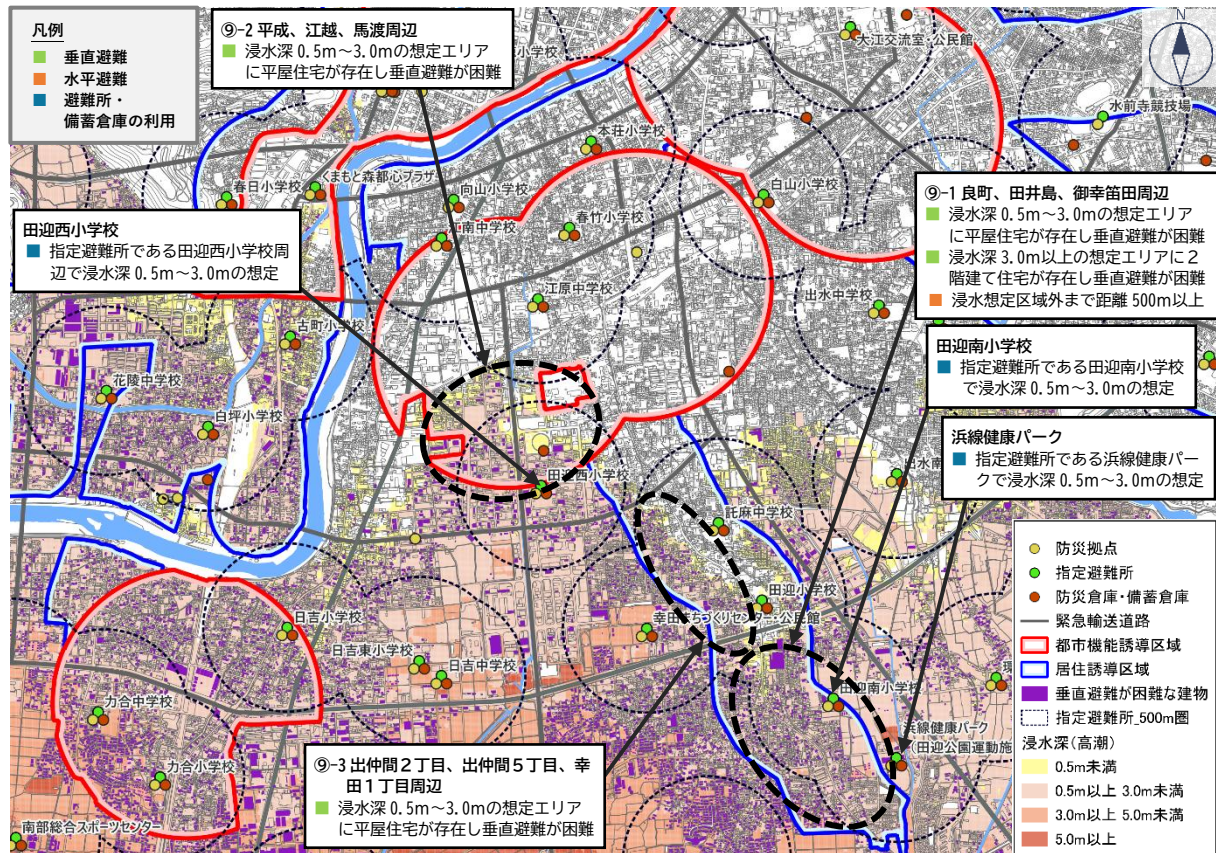 凡例
垂直避難
水平避難
避難所・
備蓄倉庫の利用
⑨-2 平成、江越、馬渡周辺
浸水深 0.5m～3.0mの想定エリア
に平屋住宅が存在し垂直避難が困難
小学校
大江交流室・公民館
N
水前寺競技場
本荘小学校
くまもと森都心プラザ
春日小学校
向山小学校
白山小学校
春竹小学校
江南中学校
⑨-1 良町、田井島、御幸笛田周辺
浸水深 0.5m～3.0mの想定エリア
に平屋住宅が存在し垂直避難が困難
浸水深 3.0m以上の想定エリアに２
階建て住宅が存在し垂直避難が困難
浸水想定区域外まで距離 500m以上
田迎西小学校
指定避難所である田迎西小学校周
辺で浸水深 0.5m～3.0mの想定
江原中学校
出水中学校
古町小学校
田迎南小学校
指定避難所である田迎南小学校
で浸水深 0.5m～3.0mの想定
花陵中学校
白坪小学校
浜線健康パーク
指定避難所である浜線健康パー
クで浸水深 0.5m～3.0mの想定
田迎西小学校
出水南
託麻中学校
田迎小学校
幸田まちづくりセンター・公民館
日吉小学校
日吉東小学校
日吉中学校
田迎南小学校
力合中学校
浜線健康パーク
(田迎公園運動施
力合小学校
南部総合スポーツセンター
⑨-3 出仲間２丁目、出仲間５丁目、幸
田１丁目周辺
浸水深 0.5m～3.0mの想定エリア
に平屋住宅が存在し垂直避難が困難
防災拠点
指定避難所
防災倉庫・備蓄倉庫
緊急輸送道路
都市機能誘導区域
居住誘導区域
垂直避難が困難な建物
指定避難所_500m圏
浸水深(高潮)
0.5m未満
0.5m以上 3.0m未満
3.0m以上 5.0m未満
5.0m以上